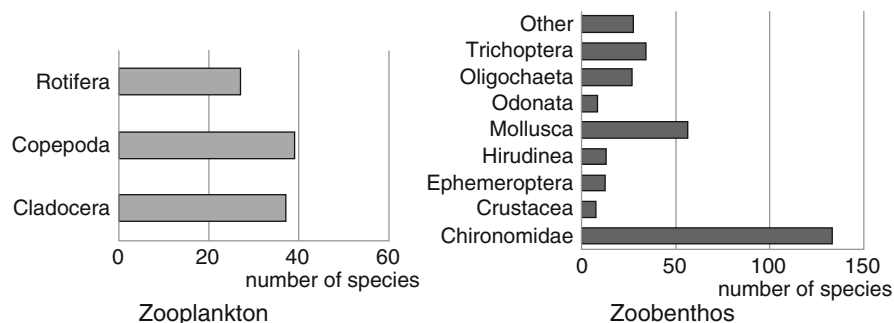 Rotifera
Copepoda
Cladocera
0 20 40 60
number of species
Zooplankton
Other
Trichoptera
Oligochaeta
Odonata
Mollusca
Hirudinea
Ephemeroptera
Crustacea
Chironomidae
0 50 100 150
number of species
Zoobenthos